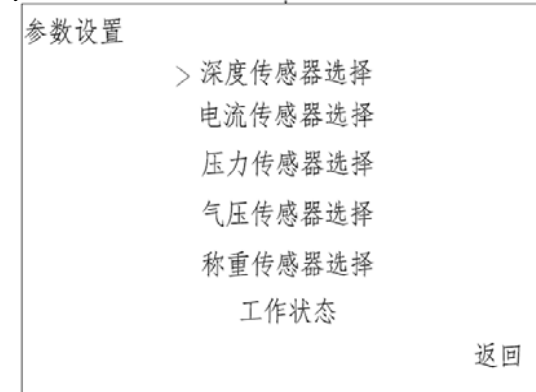 参数设置
> 深度传感器选择
电流传感器选择
压力传感器选择
气压传感器选择
称重传感器选择
工作状态
返回